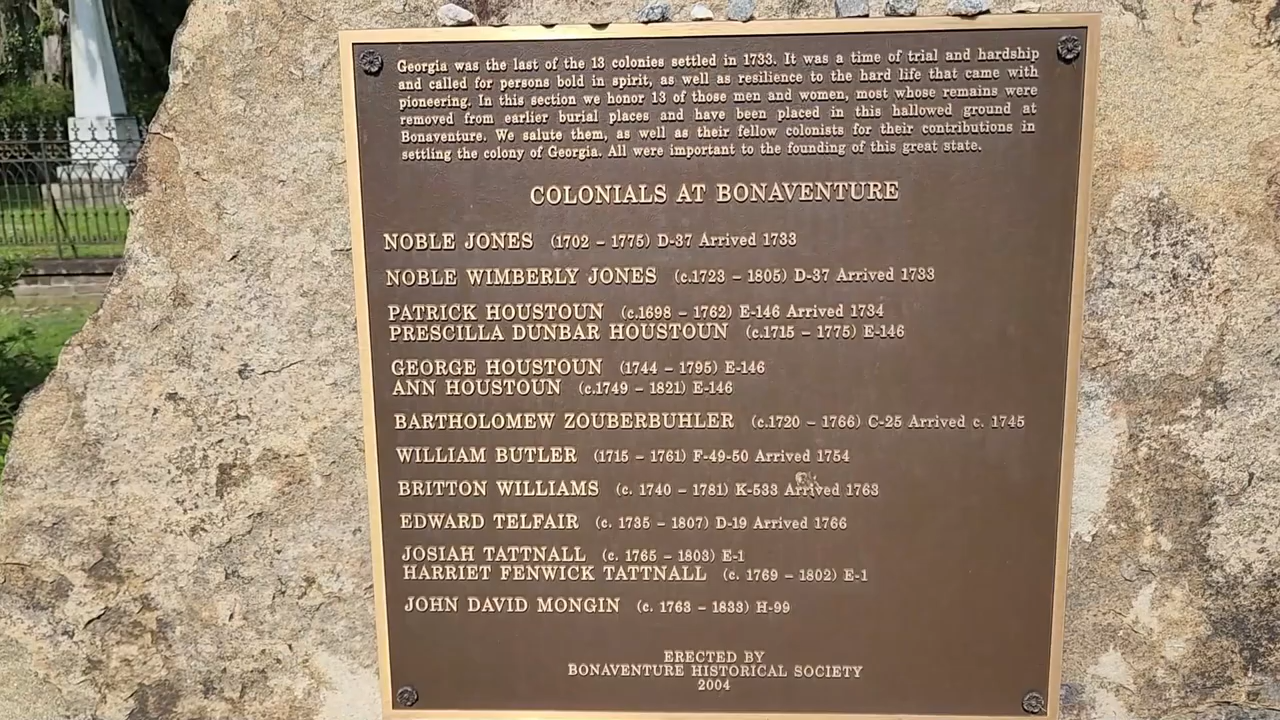 Georgia was the last of the 13 colonies settled in 1733. It was a time of trial and hardship
and called for persons bold in spirit, as well as resilience to the hard life that came with
pioneering. In this section we honor 13 of those men and women, most whose remains were
removed from earlier burial places and have been placed in this hallowed ground at
Bonaventure. We salute them, as well as their fellow colonists for their contributions in
settling the colony of Georgia. All were important to the founding of this great state.
COLONIALS AT BONAVENTURE
NOBLE JONES (1702 – 1775) D-37 Arrived 1733
NOBLE WIMBERLY JONES (c.1723 – 1805) D-37 Arrived 1733
PATRICK HOUSTOUN (c.1698 – 1762) E-146 Arrived 1734
PRESCILLA DUNBAR HOUSTOUN (c.1715 – 1775) E-146
GEORGE HOUSTOUN (1744 – 1795) E-146
ANN HOUSTOUN (c.1749 – 1821) E-146
BARTHOLOMEW ZOUBERBUHLER (c.1720 – 1766) C-25 Arrived c. 1745
WILLIAM BUTLER (1715 – 1761) F-49-50 Arrived 1754
BRITTON WILLIAMS (c. 1740 – 1781) K-533 Arrived 1763
EDWARD TELFAIR (c. 1735 – 1807) D-19 Arrived 1766
JOSIAH TATTNALL (c. 1765 – 1803) E-1
HARRIET FENWICK TATTNALL (c. 1769 – 1802) E-1
JOHN DAVID MONGIN (c. 1763 – 1833) H-99
ERECTED BY
BONAVENTURE HISTORICAL SOCIETY
2004